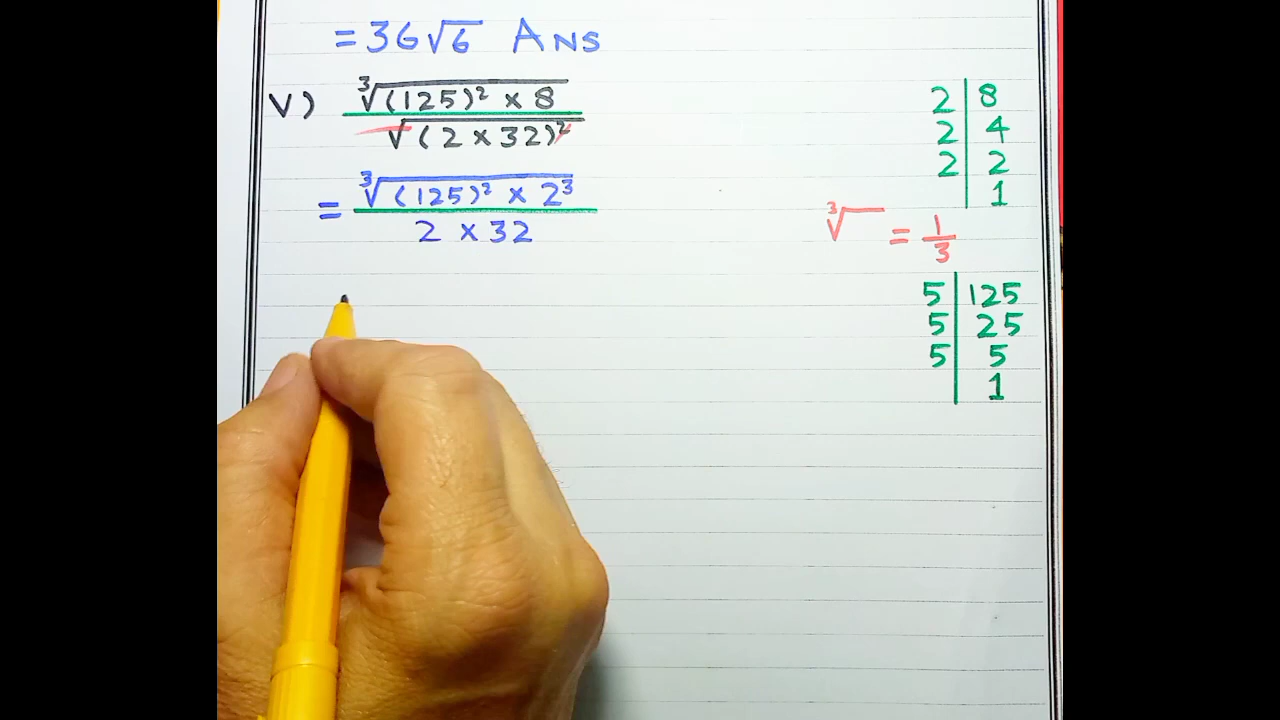 = 36√6 Ans
v) ∛((125)² × 8)
√((2 × 32)²)
= ∛((125)² × 2³)
2 × 32
2 | 8
2 | 4
2 | 2
1
∛ = 1/3
5 | 125
5 | 25
5 | 5
1